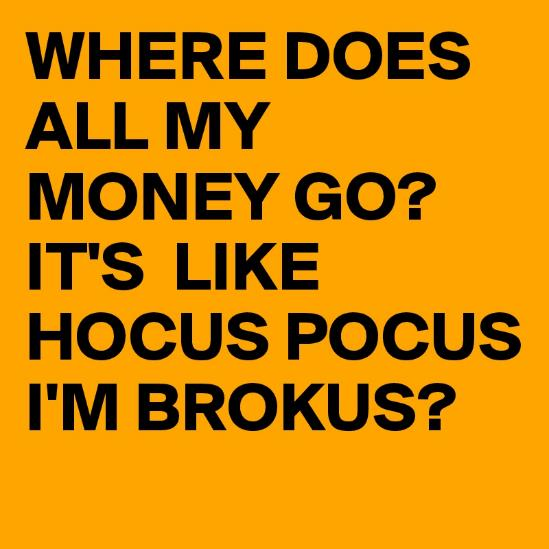 WHERE DOES
ALL MY
MONEY GO?
IT'S  LIKE
HOCUS POCUS
I'M BROKUS?